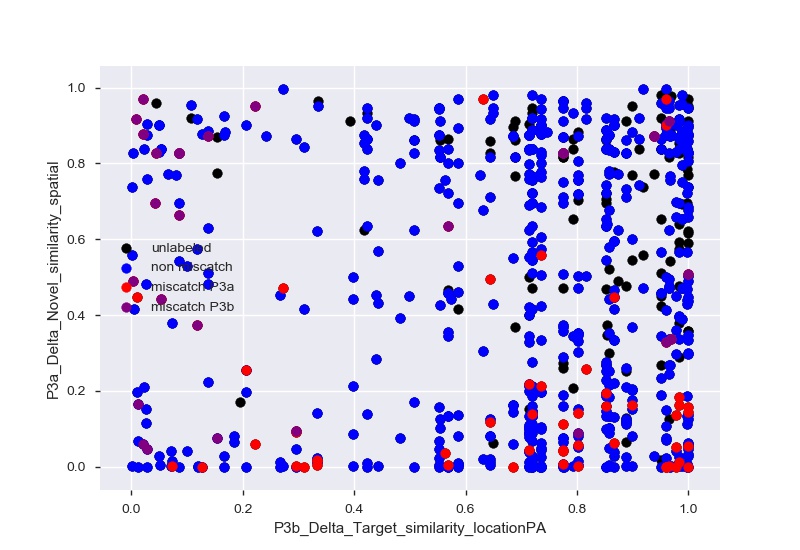 1.0
0.8
0.6
0.4
0.2
0.0
P3a_Delta_Novel_similarity_spatial
unlabeled
non miscatch
miscatch P3a
miscatch P3b
0.0 0.2 0.4 0.6 0.8 1.0
P3b_Delta_Target_similarity_locationPA